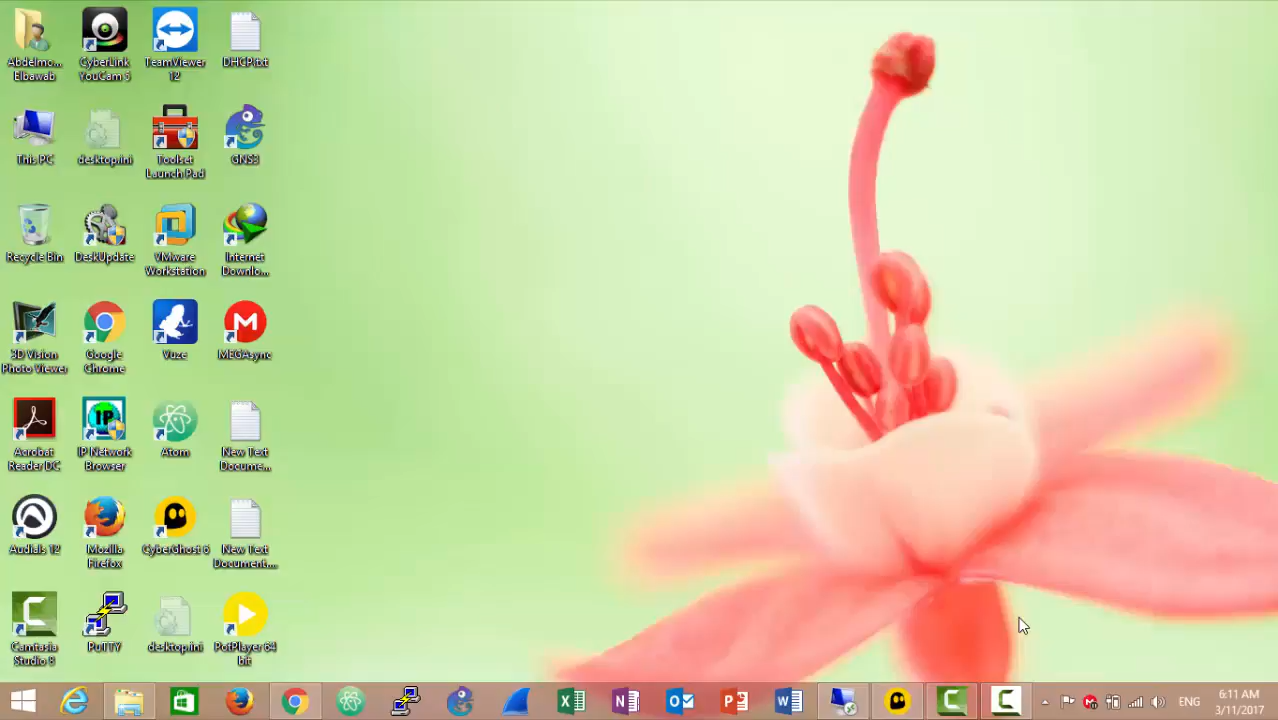 Abdelmo...
Elbawab
CyberLink
YouCam 5
TeamViewer
12
DHCP.txt
This PC
desktop.ini
Toolset
Launch Pad
GNS3
Recycle Bin
DeskUpdate
VMware
Workstation
Internet
Downlo...
3D Vision
Photo Viewer
Google
Chrome
Vuze
MEGAsync
Acrobat
Reader DC
IP
IP Network
Browser
Atom
New Text
Docume...
Audials 12
Mozilla
Firefox
CyberGhost 6
New Text
Document....
Camtasia
Studio 8
PuTTY
desktop.ini
PotPlayer 64
bit
ENG
6:11 AM
3/11/2017